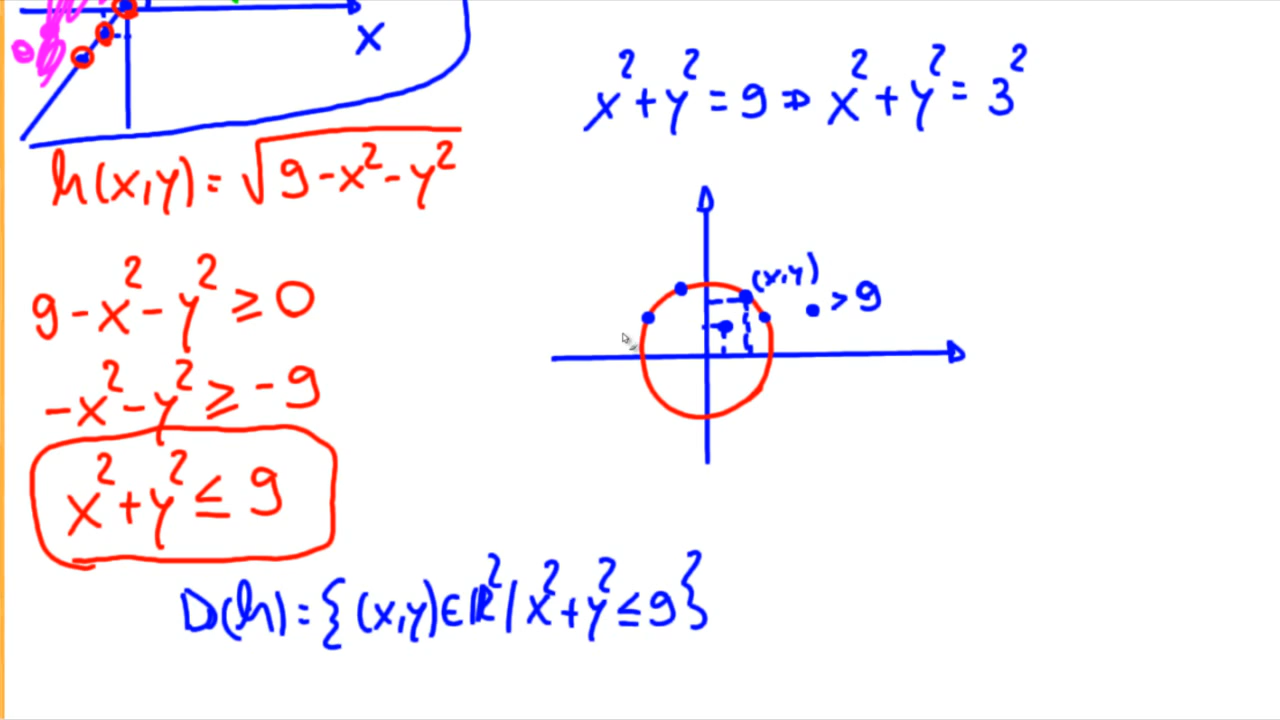 x
x² + y² = 9 ⇒ x² + y² = 3²
h(x,y) = √(9 - x² - y²)
9 - x² - y² ≥ 0
-x² - y² ≥ -9
x² + y² ≤ 9
(x,y)
> 9
D(h) = {(x,y) ∈ ℝ² / x² + y² ≤ 9}